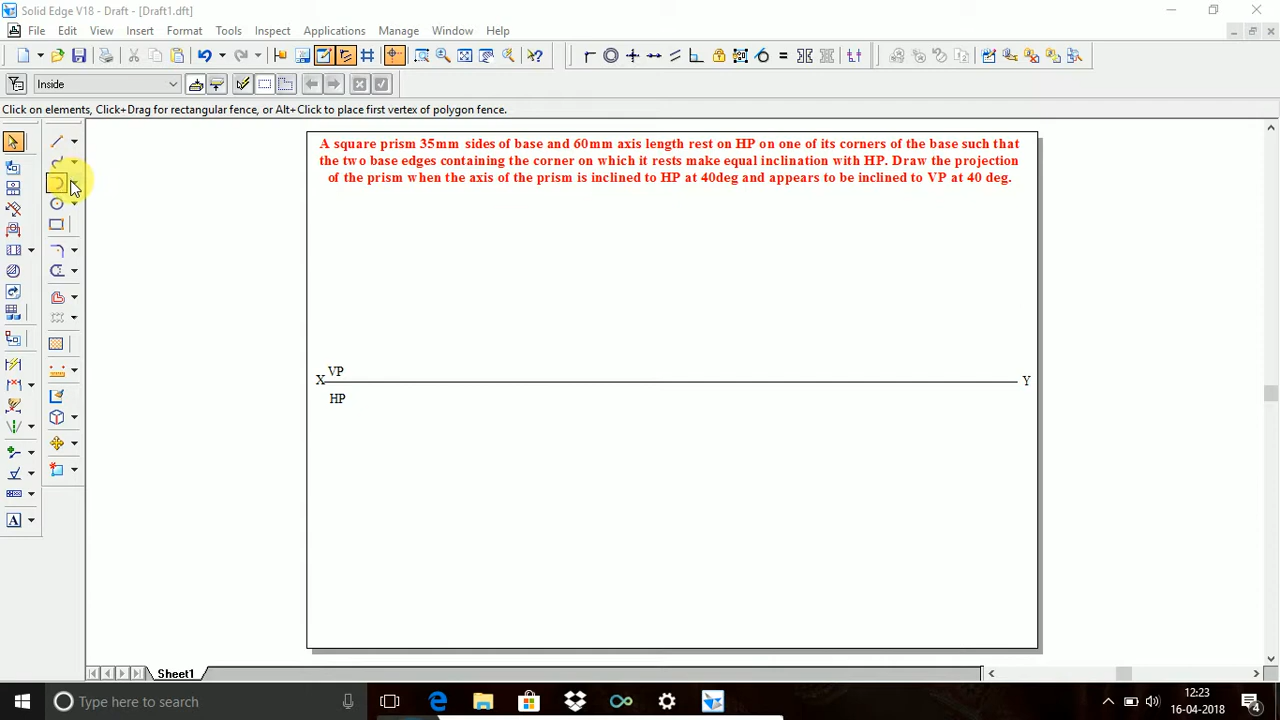 Solid Edge V18 - Draft - [Draft1.dft]
File Edit View Insert Format Tools Inspect Applications Manage Window Help
Inside
Click on elements, Click+Drag for rectangular fence, or Alt+Click to place first vertex of polygon fence.
A square prism 35mm sides of base and 60mm axis length rest on HP on one of its corners of the base such that
the two base edges containing the corner on which it rests make equal inclination with HP. Draw the projection
of the prism when the axis of the prism is inclined to HP at 40deg and appears to be inclined to VP at 40 deg.
VP
X Y
HP
A
Sheet1
Type here to search
12:23
16-04-2018
4